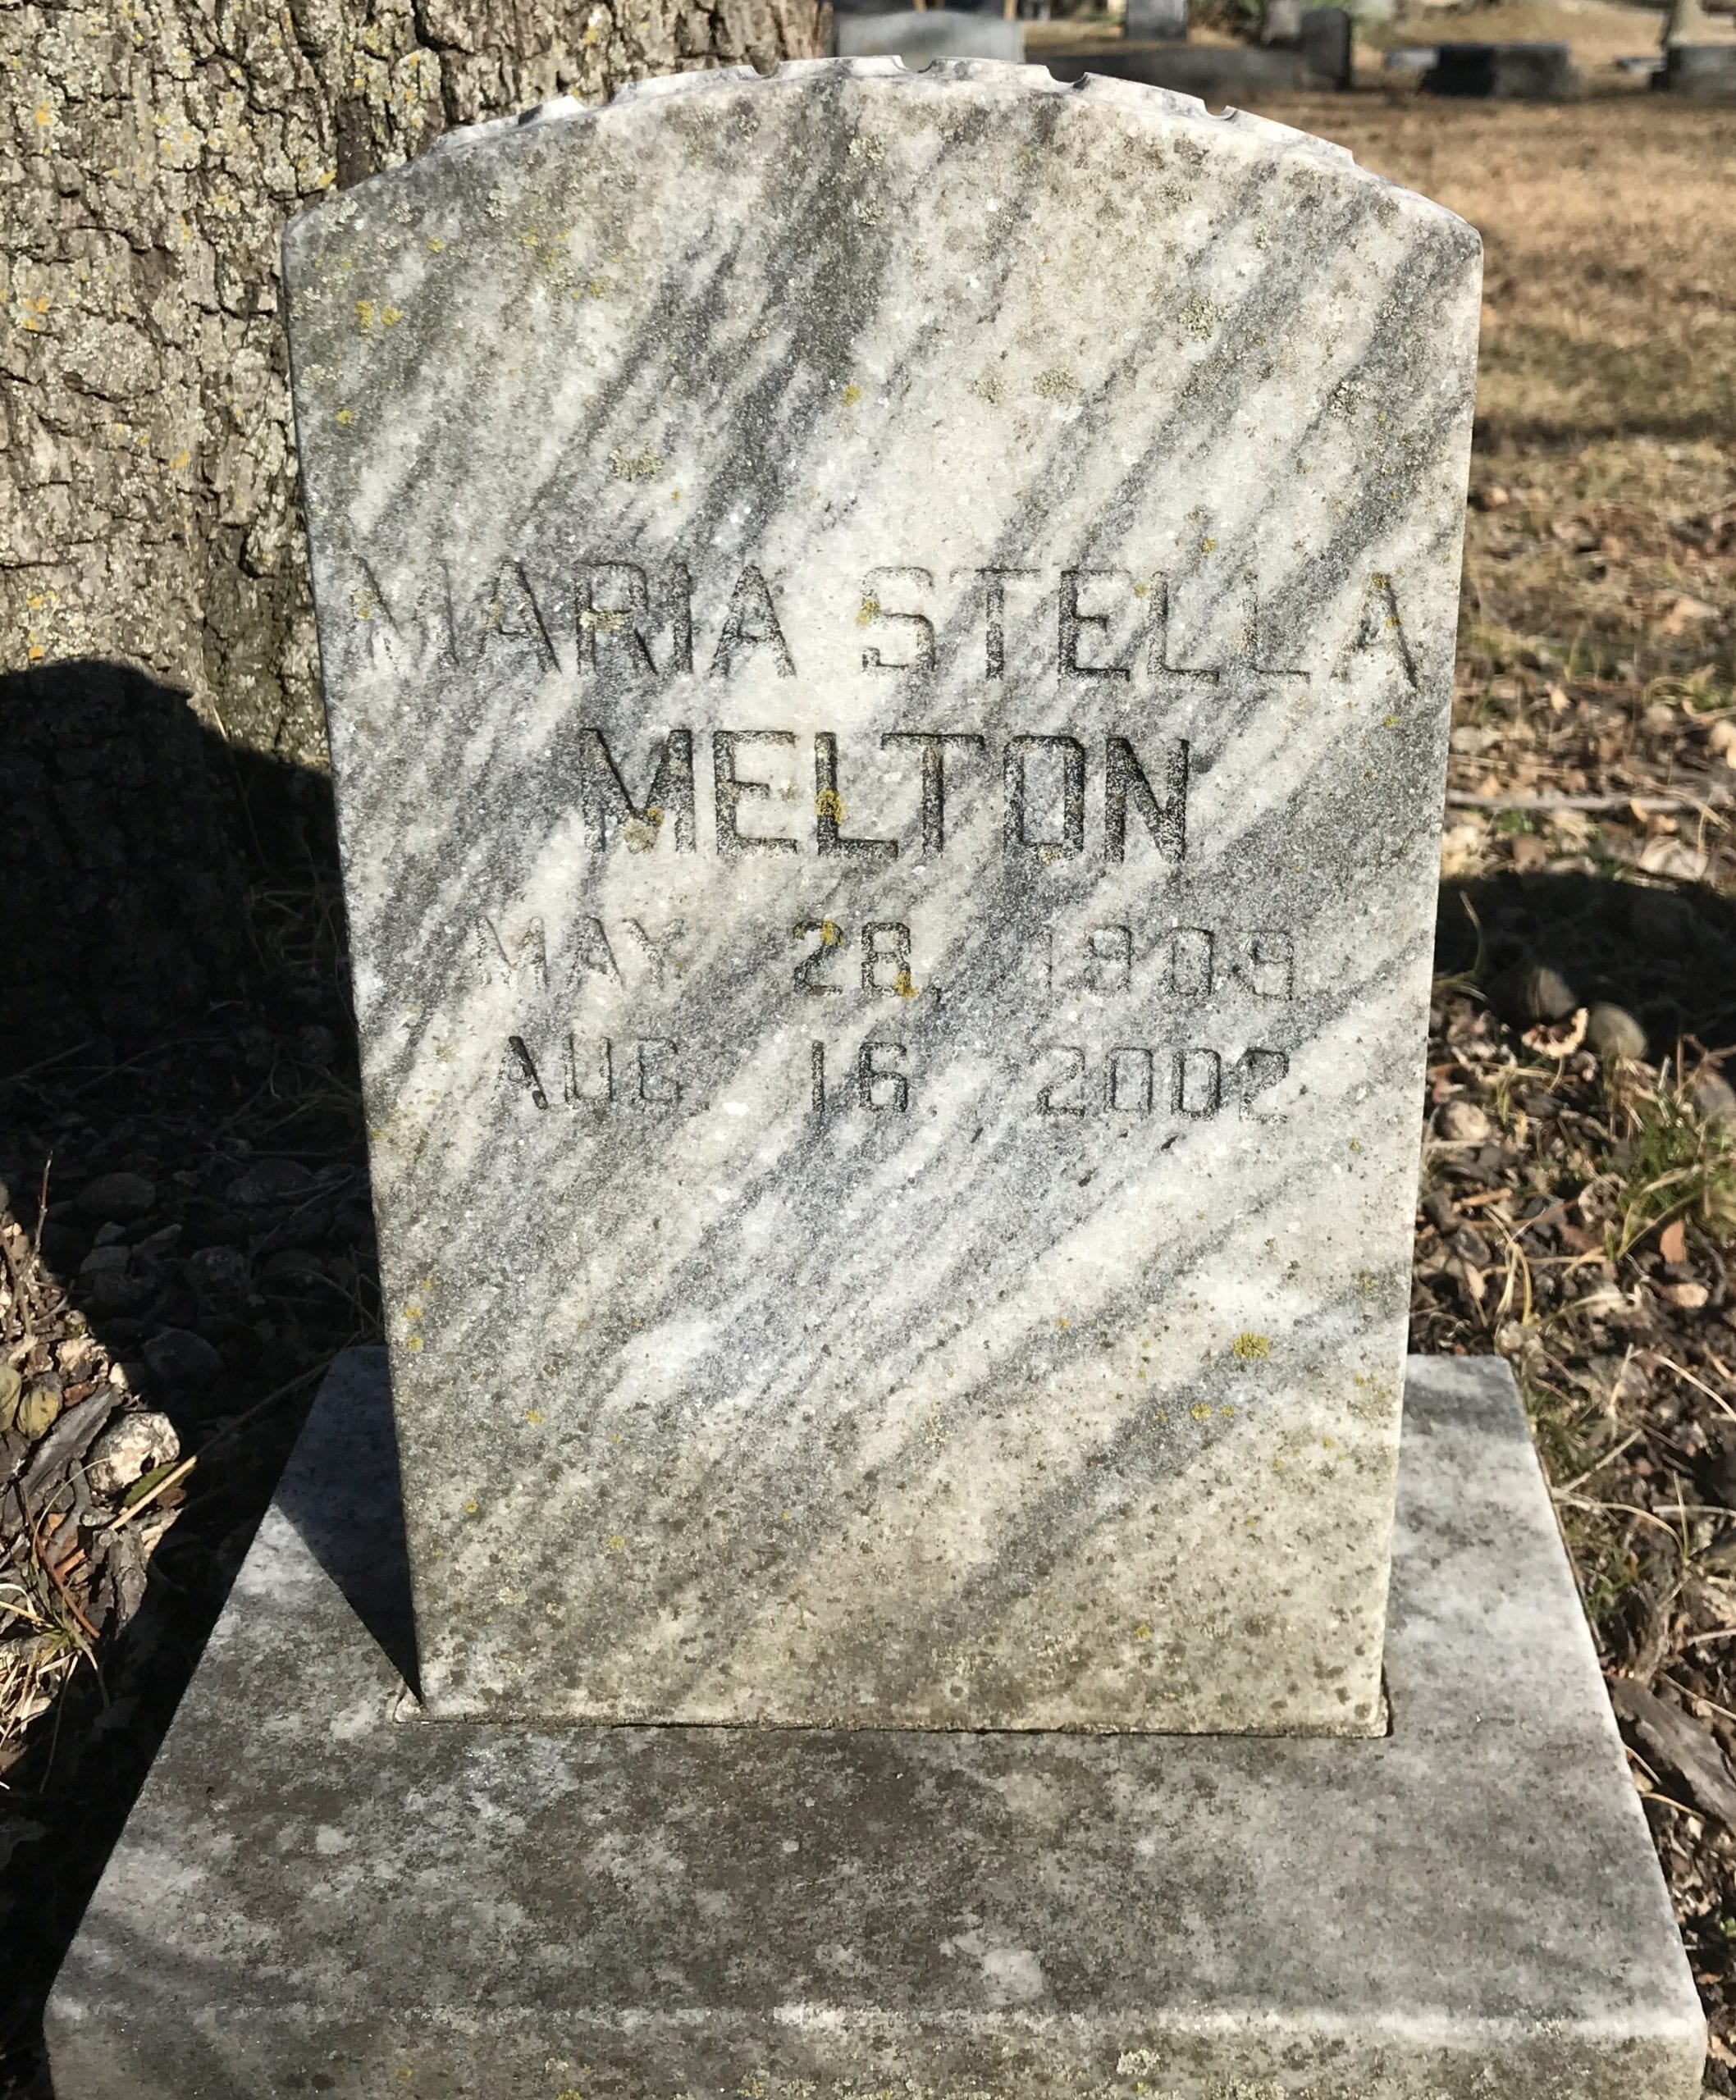 MARIA STELLA
MELTON
MAY 28, 1909
AUG. 16, 2002